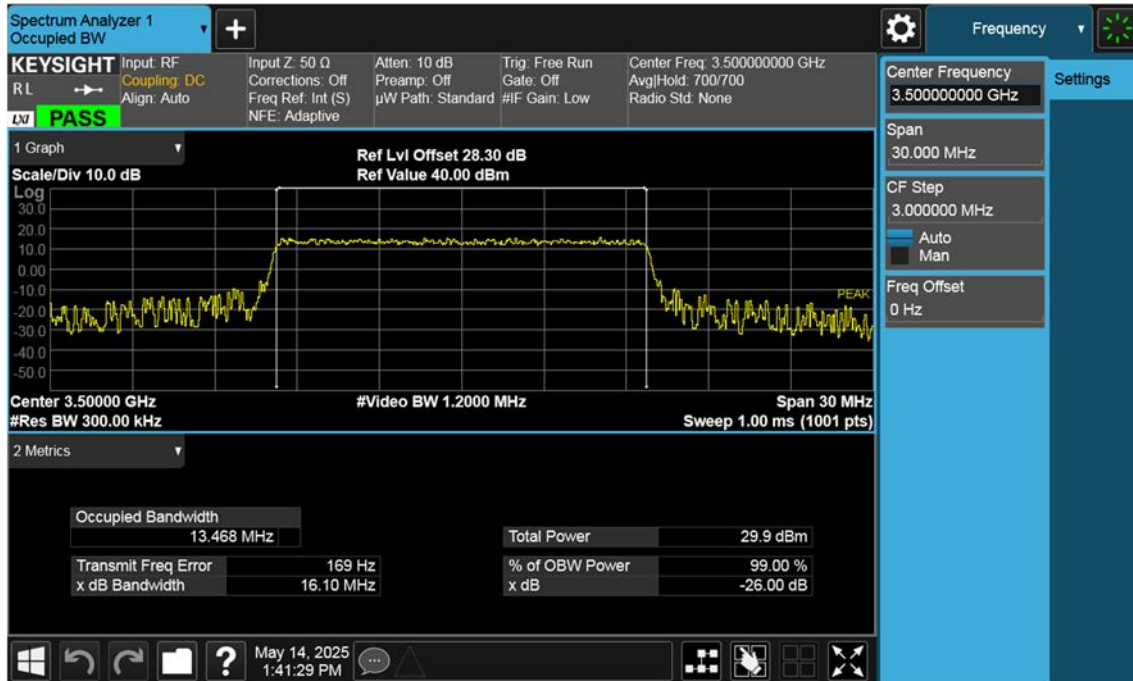 Spectrum Analyzer 1
Occupied BW
+
Frequency
KEYSIGHT
RL
LXI PASS
Input: RF
Coupling: DC
Align: Auto
Input Z: 50 Ω
Corrections: Off
Freq Ref: Int (S)
NFE: Adaptive
Atten: 10 dB
Preamp: Off
µW Path: Standard
Trig: Free Run
Gate: Off
#IF Gain: Low
Center Freq: 3.500000000 GHz
Avg|Hold: 700/700
Radio Std: None
Center Frequency
3.500000000 GHz
Settings
Span
30.000 MHz
CF Step
3.000000 MHz
Auto
Man
Freq Offset
0 Hz
1 Graph
Scale/Div 10.0 dB
Ref Lvl Offset 28.30 dB
Ref Value 40.00 dBm
Log
30.0
20.0
10.0
0.00
-10.0
-20.0
-30.0
-40.0
-50.0
PEAK
Center 3.50000 GHz
#Res BW 300.00 kHz
#Video BW 1.2000 MHz
Span 30 MHz
Sweep 1.00 ms (1001 pts)
2 Metrics
Occupied Bandwidth
13.468 MHz
Total Power 29.9 dBm
Transmit Freq Error 169 Hz
% of OBW Power 99.00 %
x dB Bandwidth 16.10 MHz
x dB -26.00 dB
?
May 14, 2025
1:41:29 PM